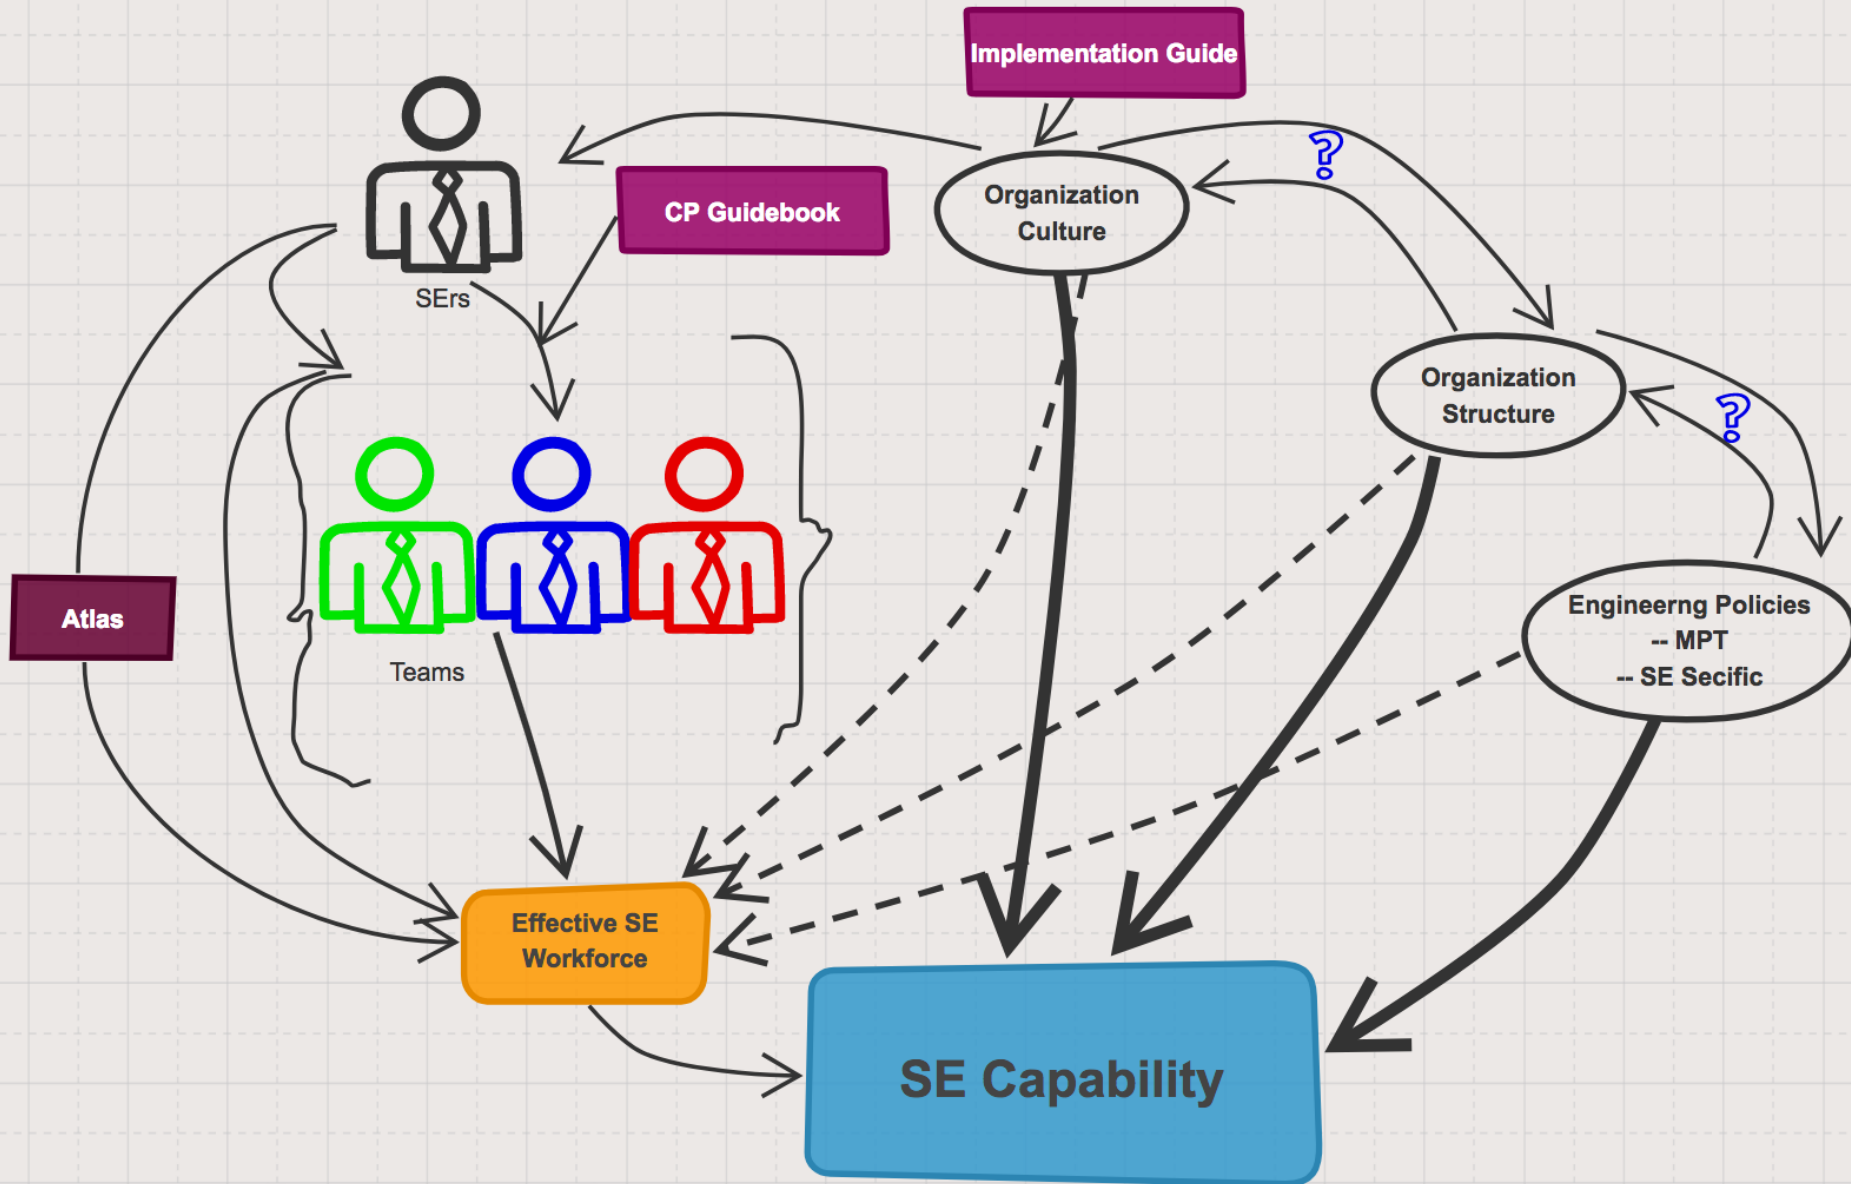 Implementation Guide
CP Guidebook
Organization
Culture
?
SErs
Organization
Structure
?
Atlas
Teams
Engineerng Policies
-- MPT
-- SE Secific
Effective SE
Workforce
SE Capability